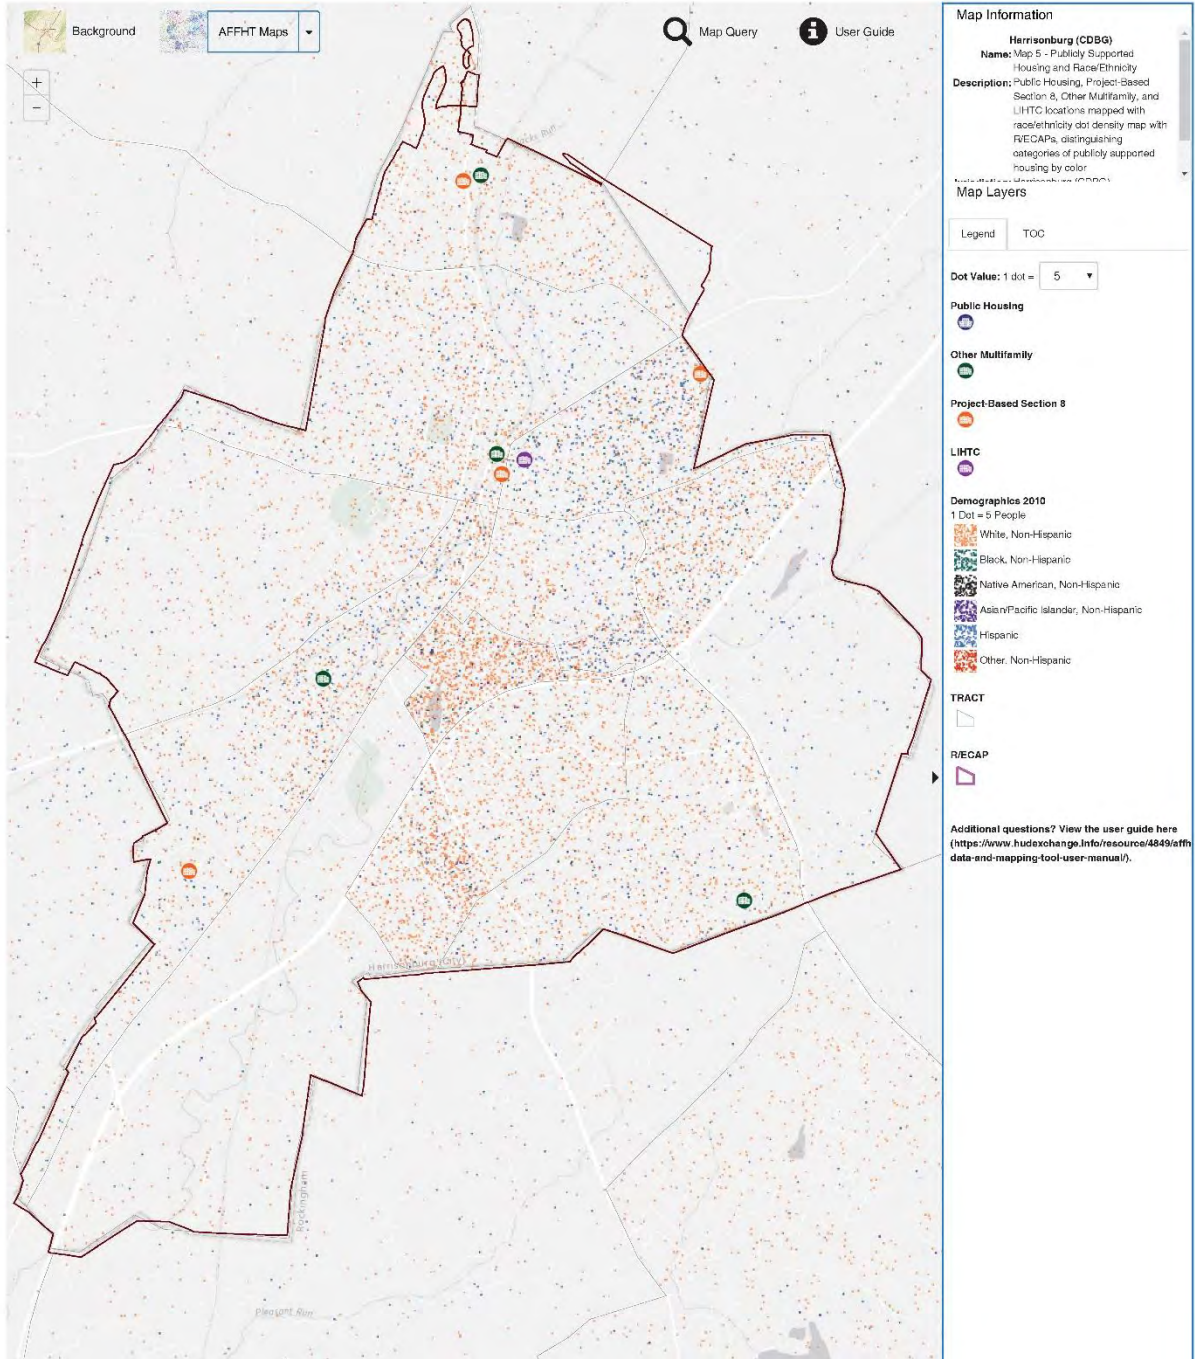 Background
AFFHT Maps
Map Query
User Guide
+
−
Harrisonburg (City)
Rockingham
Pleasant Run
Map Information
Harrisonburg (CDBG)
Name: Map 5 - Publicly Supported
Housing and Race/Ethnicity
Description: Public Housing, Project-Based
Section 8, Other Multifamily, and
LIHTC locations mapped with
race/ethnicity dot density map with
R/ECAPs, distinguishing
categories of publicly supported
housing by color
Jurisdiction: Harrisonburg (CDBG)
Map Layers
Legend
TOC
Dot Value: 1 dot = 5
Public Housing
Other Multifamily
Project-Based Section 8
LIHTC
Demographics 2010
1 Dot = 5 People
White, Non-Hispanic
Black, Non-Hispanic
Native American, Non-Hispanic
Asian/Pacific Islander, Non-Hispanic
Hispanic
Other, Non-Hispanic
TRACT
R/ECAP
Additional questions? View the user guide here
(https://www.hudexchange.info/resource/4849/affh
data-and-mapping-tool-user-manual/).